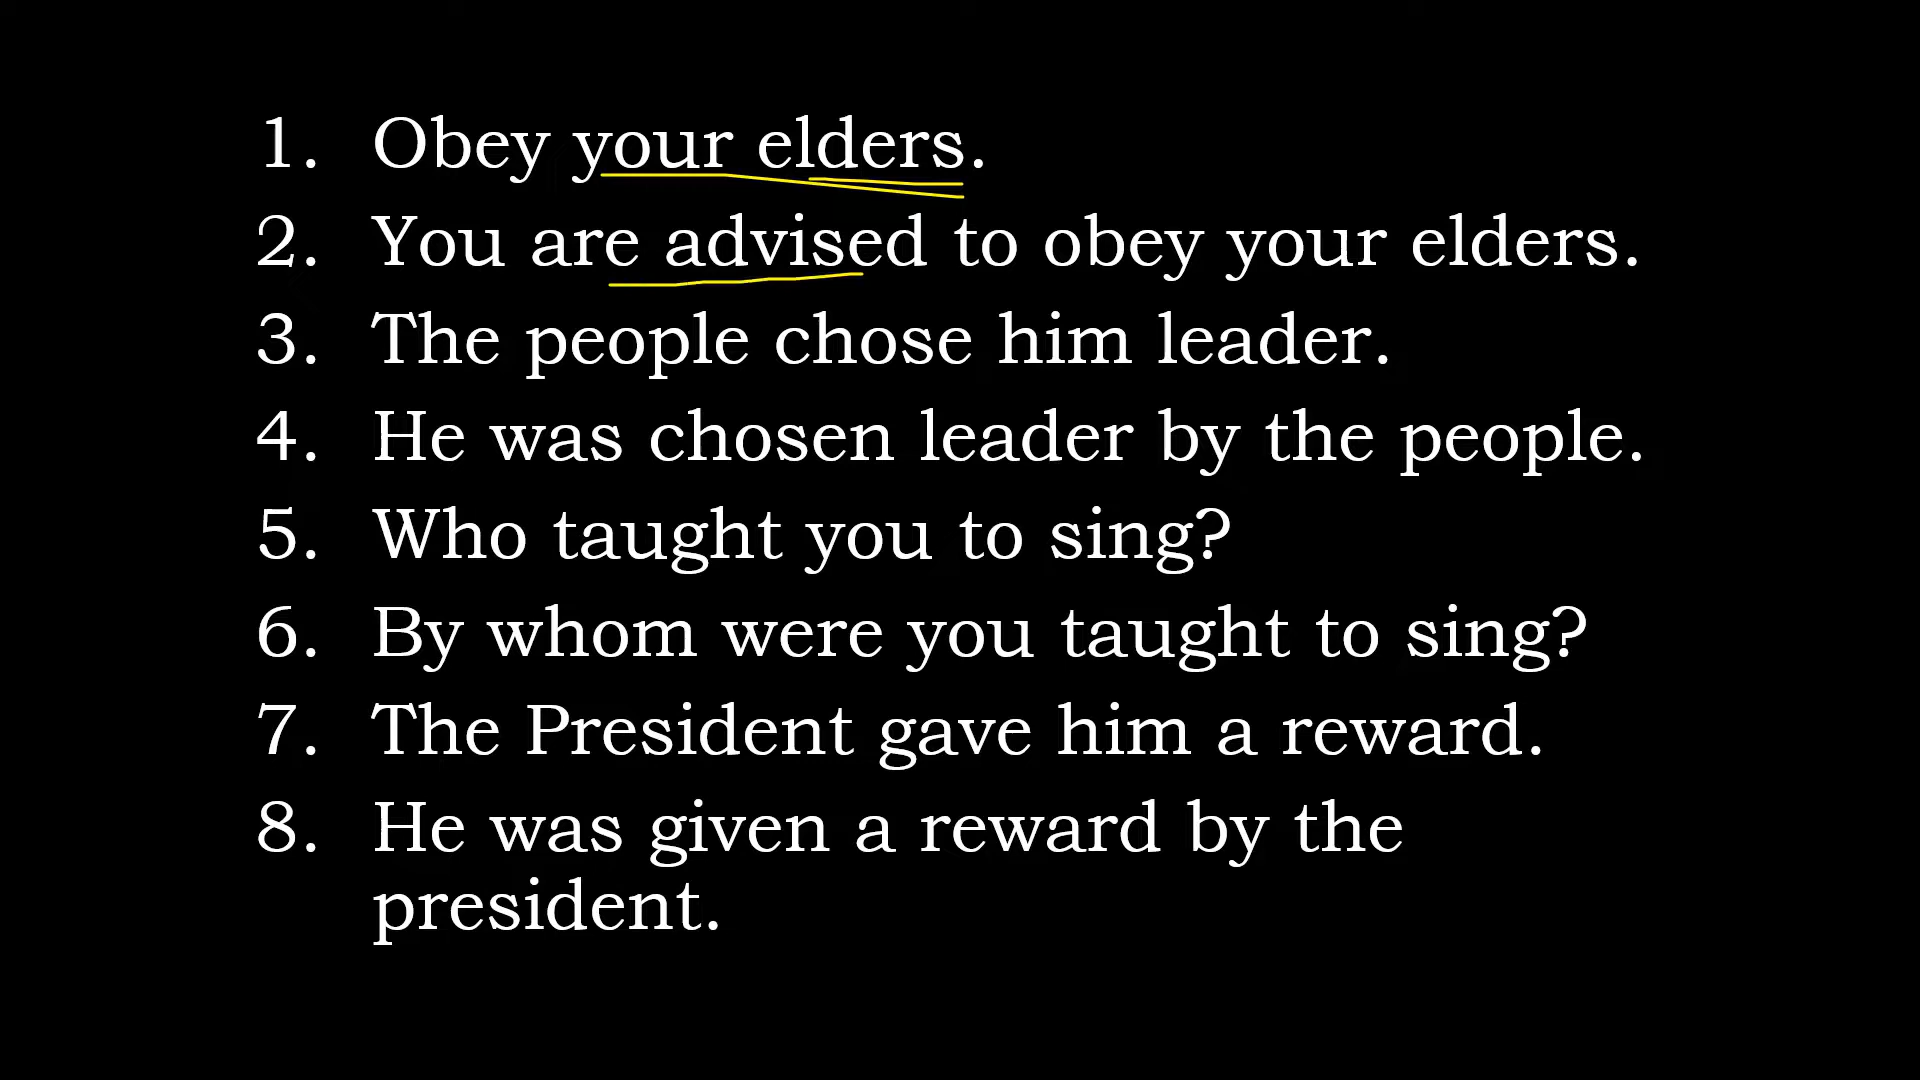 1. Obey your elders.
2. You are advised to obey your elders.
3. The people chose him leader.
4. He was chosen leader by the people.
5. Who taught you to sing?
6. By whom were you taught to sing?
7. The President gave him a reward.
8. He was given a reward by the
president.